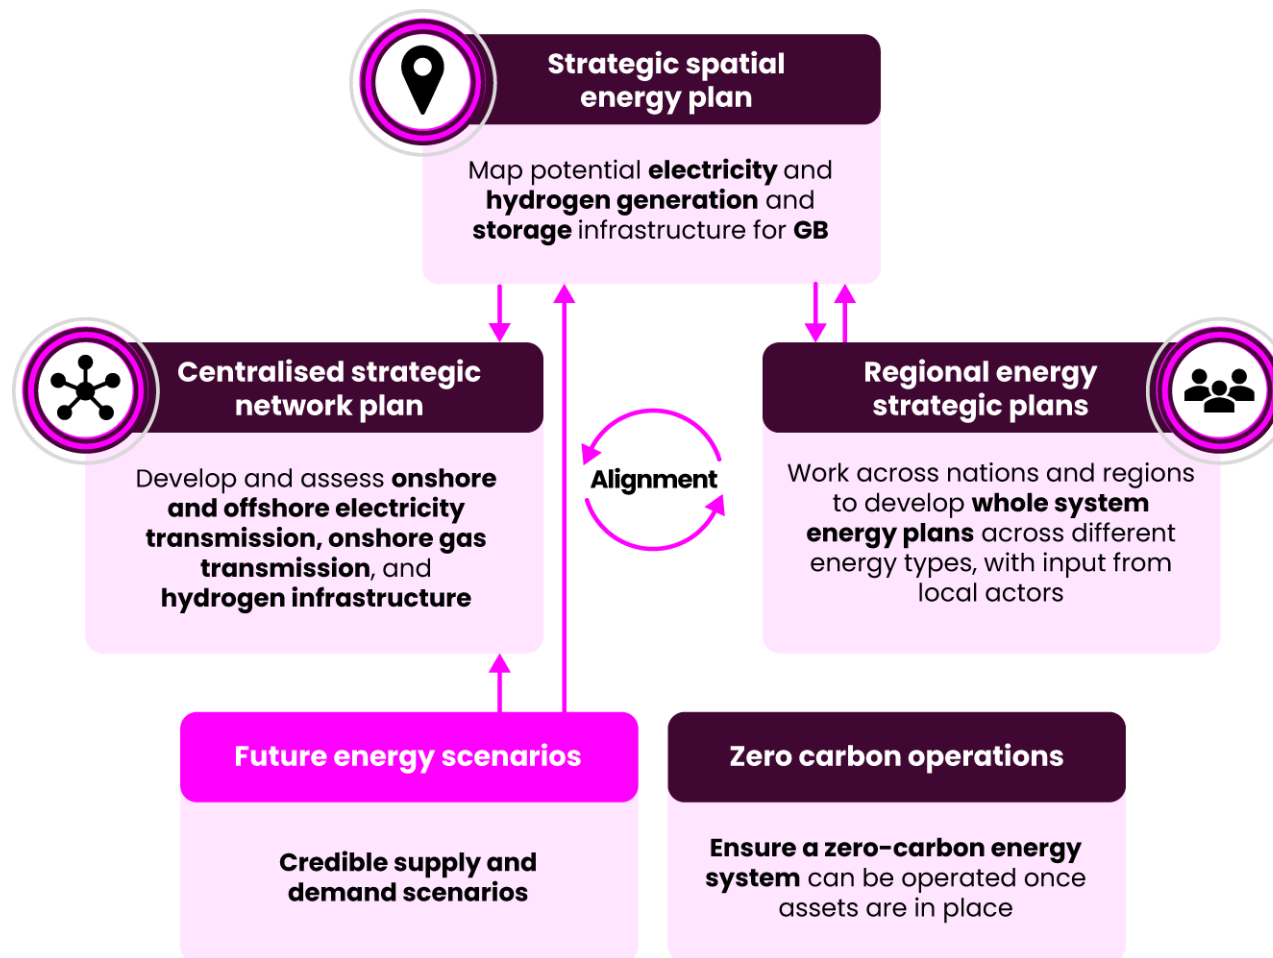 Strategic spatial
energy plan
Map potential electricity and
hydrogen generation and
storage infrastructure for GB
Centralised strategic
network plan
Develop and assess onshore
and offshore electricity
transmission, onshore gas
transmission, and
hydrogen infrastructure
Alignment
Regional energy
strategic plans
Work across nations and regions
to develop whole system
energy plans across different
energy types, with input from
local actors
Future energy scenarios
Credible supply and
demand scenarios
Zero carbon operations
Ensure a zero-carbon energy
system can be operated once
assets are in place